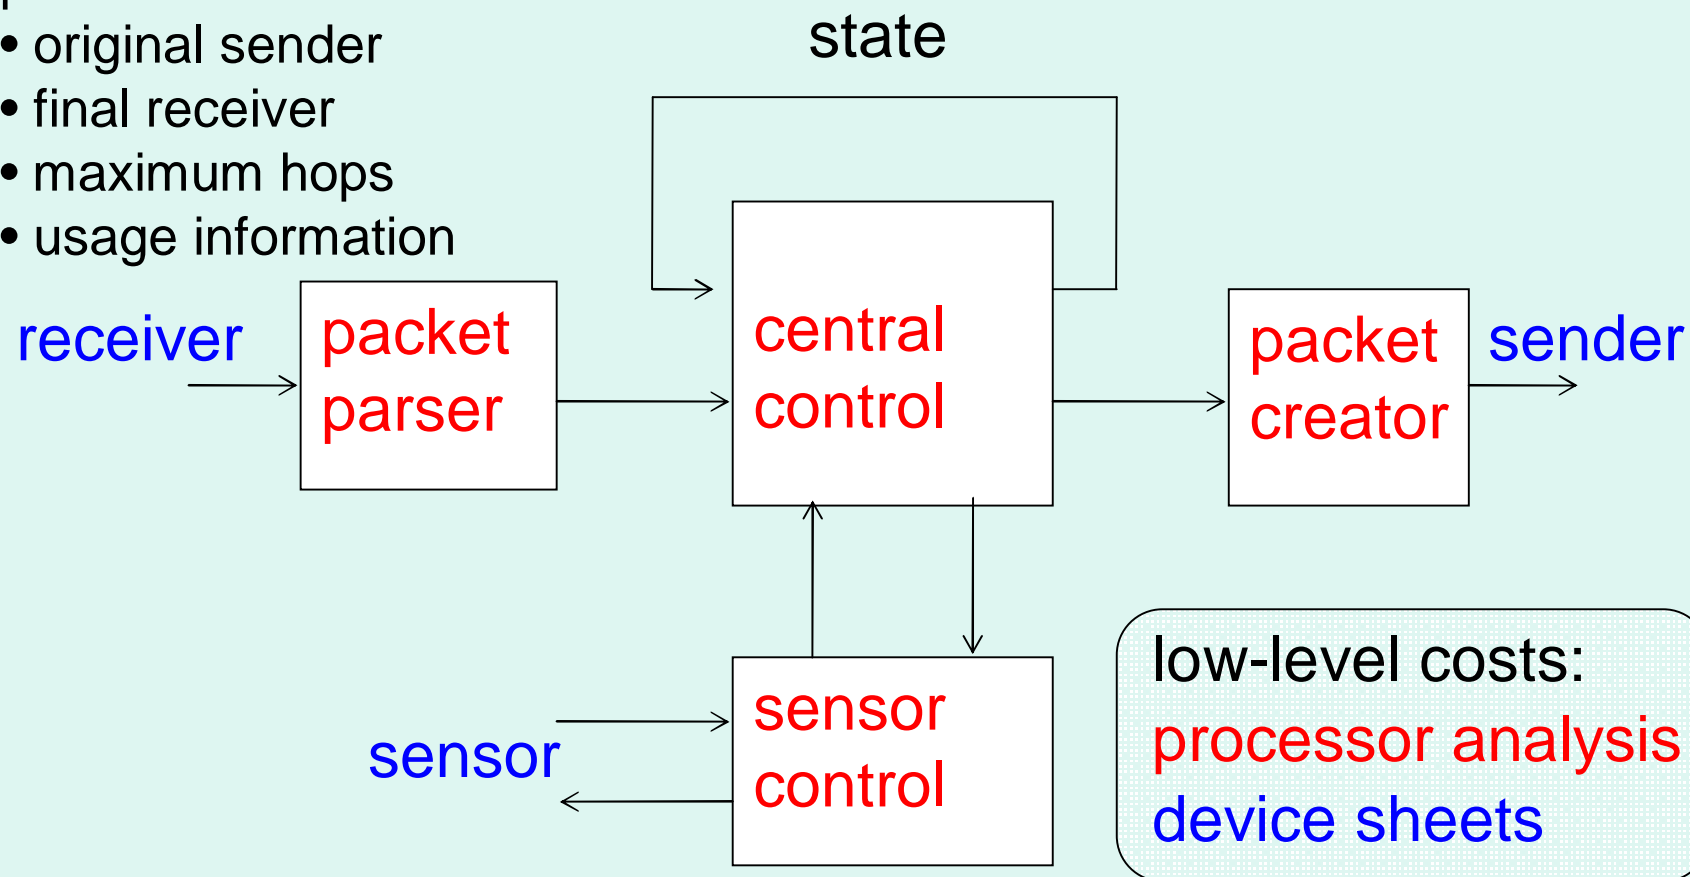 • original sender
• final receiver
• maximum hops
• usage information
state
receiver
packet
parser
central
control
packet
creator
sender
sensor
sensor
control
low-level costs:
processor analysis
device sheets